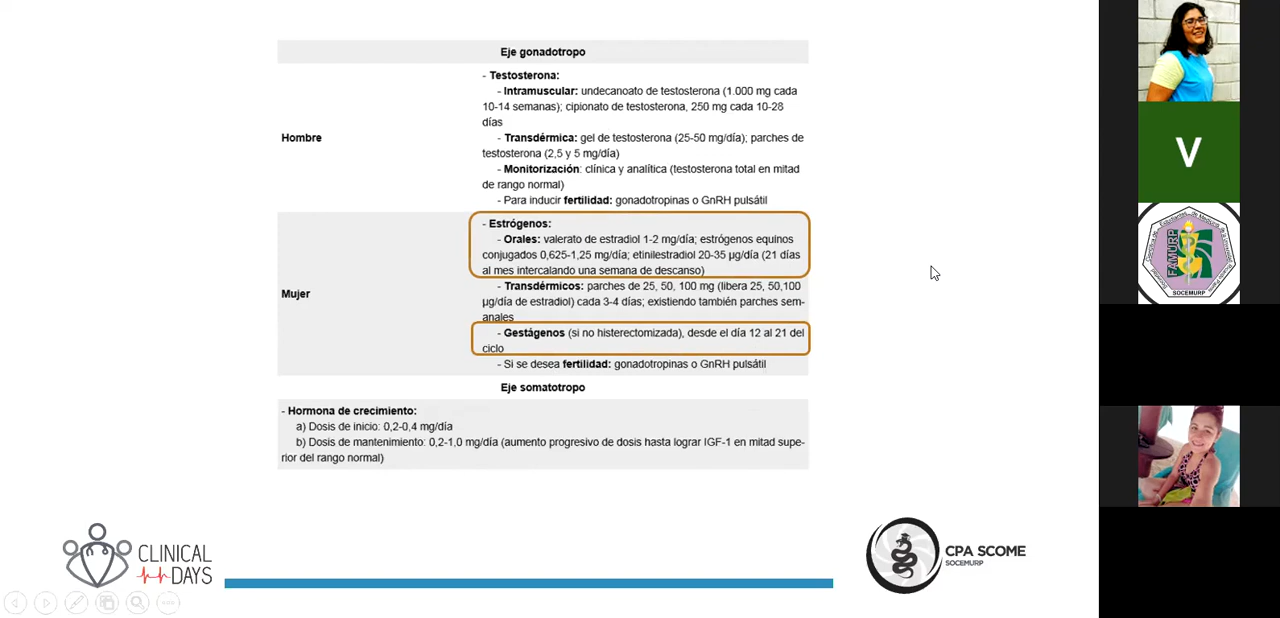 Eje gonadotropo
- Testosterona:
- Intramuscular: undecanoato de testosterona (1.000 mg cada
10-14 semanas); cipionato de testosterona, 250 mg cada 10-28
días
Hombre
- Transdérmica: gel de testosterona (25-50 mg/día); parches de
testosterona (2,5 y 5 mg/día)
- Monitorización: clínica y analítica (testosterona total en mitad
de rango normal)
- Para inducir fertilidad: gonadotropinas o GnRH pulsátil
- Estrógenos:
- Orales: valerato de estradiol 1-2 mg/día; estrógenos equinos
conjugados 0,625-1,25 mg/día; etinilestradiol 20-35 µg/día (21 días
al mes intercalando una semana de descanso)
Mujer
- Transdérmicos: parches de 25, 50, 100 mg (libera 25, 50,100
µg/día de estradiol) cada 3-4 días; existiendo también parches sem-
anales
- Gestágenos (si no histerectomizada), desde el día 12 al 21 del
ciclo
- Si se desea fertilidad: gonadotropinas o GnRH pulsátil
Eje somatotropo
- Hormona de crecimiento:
a) Dosis de inicio: 0,2-0,4 mg/día
b) Dosis de mantenimiento: 0,2-1,0 mg/día (aumento progresivo de dosis hasta lograr IGF-1 en mitad supe-
rior del rango normal)
CLINICAL
DAYS
CPA SCOME
SOCEMURP
V
FAMURP
SOCEMURP